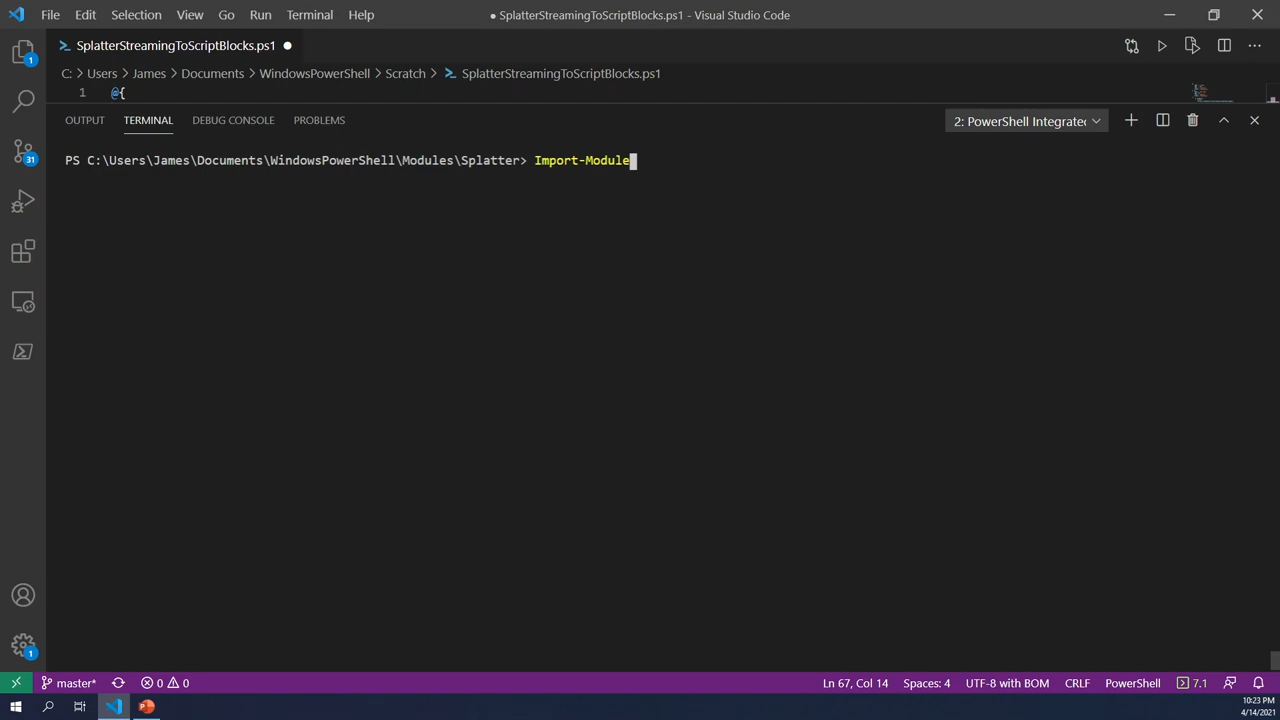 File Edit Selection View Go Run Terminal Help
● SplatterStreamingToScriptBlocks.ps1 - Visual Studio Code
SplatterStreamingToScriptBlocks.ps1
C: > Users > James > Documents > WindowsPowerShell > Scratch > SplatterStreamingToScriptBlocks.ps1
1 @{
OUTPUT TERMINAL DEBUG CONSOLE PROBLEMS
2: PowerShell Integrated
PS C:\Users\James\Documents\WindowsPowerShell\Modules\Splatter> Import-Module
1
31
1
master* 0 0
Ln 67, Col 14 Spaces: 4 UTF-8 with BOM CRLF PowerShell 7.1
10:23 PM
4/14/2021